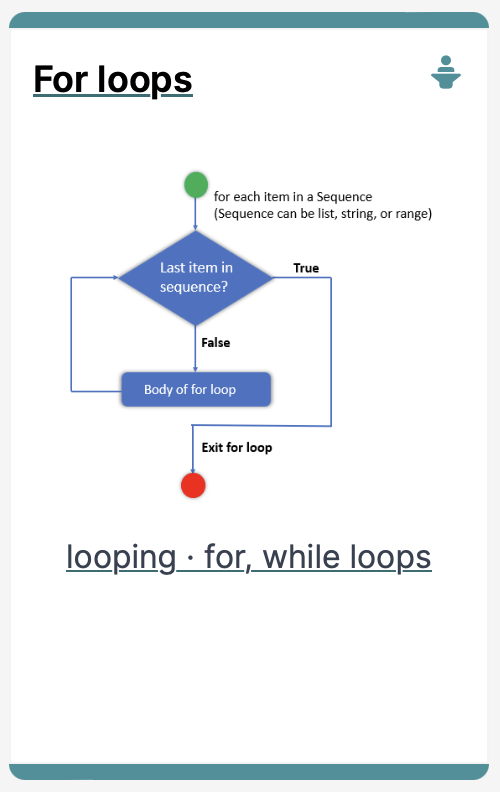 For loops
for each item in a Sequence
(Sequence can be list, string, or range)
Last item in
sequence?
True
False
Body of for loop
Exit for loop
looping · for, while loops